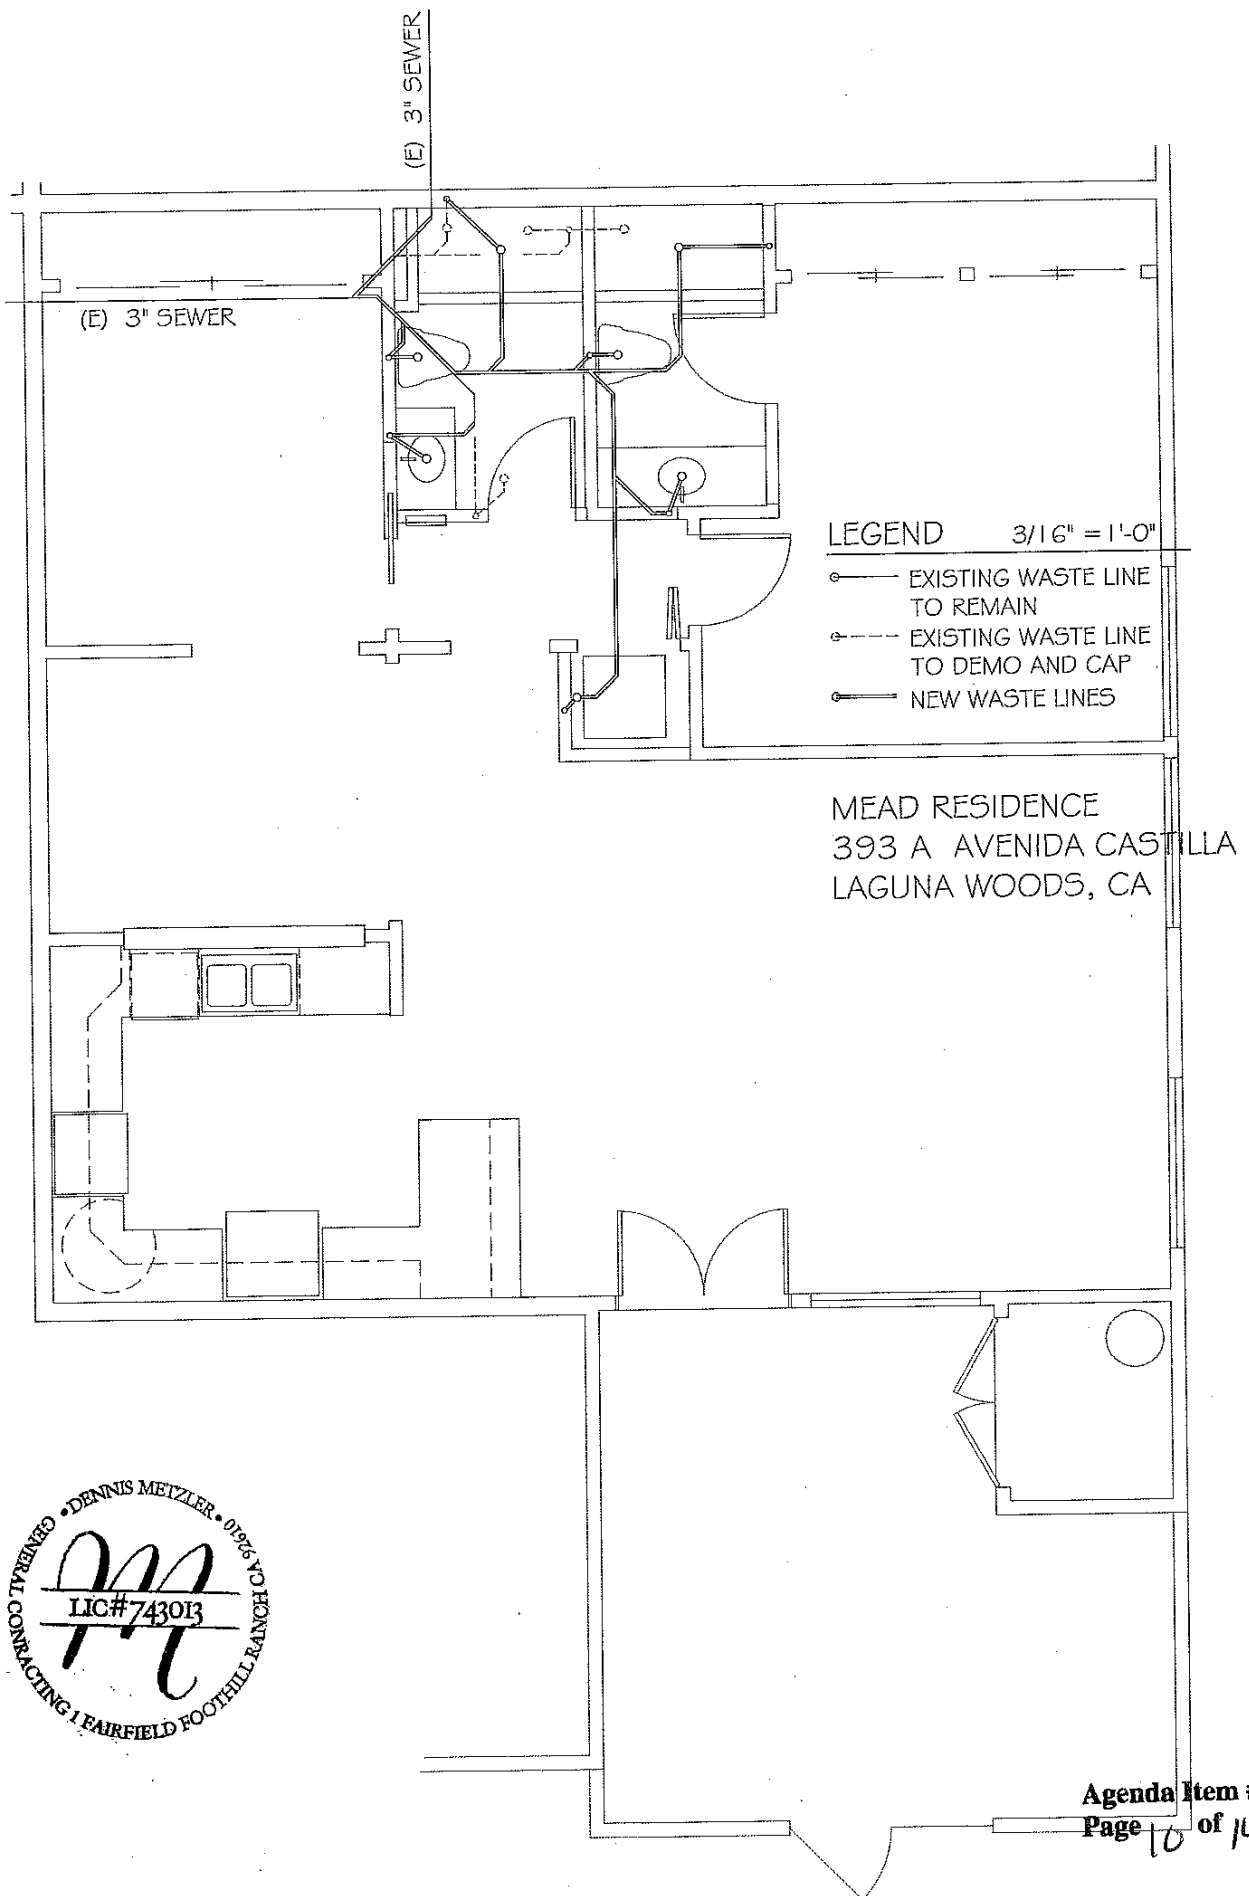 (E) 3" SEWER
(E) 3" SEWER
LEGEND 3/16" = 1'-0"
EXISTING WASTE LINE
TO REMAIN
EXISTING WASTE LINE
TO DEMO AND CAP
NEW WASTE LINES
MEAD RESIDENCE
393 A AVENIDA CASTILLA
LAGUNA WOODS, CA
• DENNIS METZLER •
GENERAL CONRACTING 1 FAIRFIELD FOOTHILL RANCH CA 92610
LIC#743013
Agenda Item #
Page 10 of